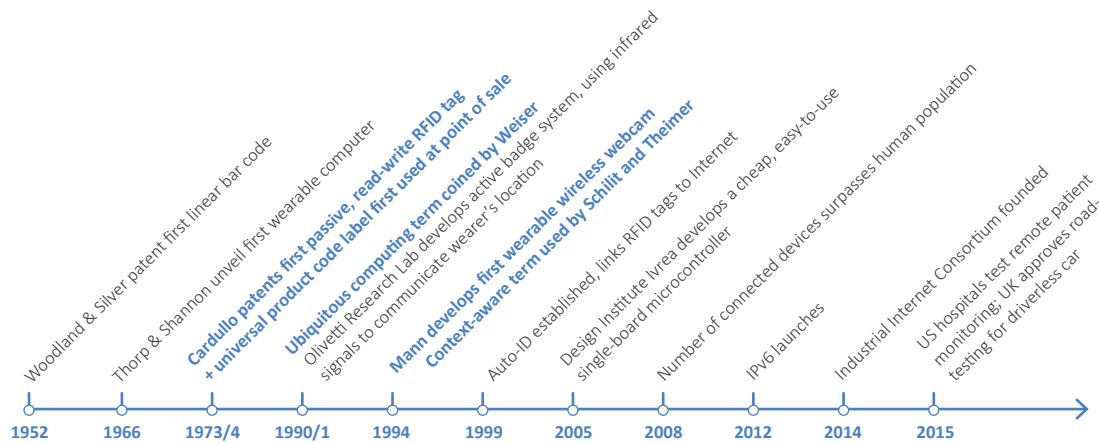 Woodland & Silver patent first linear bar code
Thorp & Shannon unveil first wearable computer
Cardullo patents first passive, read-write RFID tag
+ universal product code label first used at point of sale
Ubiquitous computing term coined by Weiser
Olivetti Research Lab develops active badge system, using infrared
signals to communicate wearer's location
Mann develops first wearable wireless webcam
Context-aware term used by Schilit and Theimer
Auto-ID established, links RFID tags to Internet
Design Institute Ivrea develops a cheap, easy-to-use
single-board microcontroller
Number of connected devices surpasses human population
IPv6 launches
Industrial Internet Consortium founded
US hospitals test remote patient
monitoring; UK approves road-
testing for driverless car
1952
1966
1973/4
1990/1
1994
1999
2005
2008
2012
2014
2015